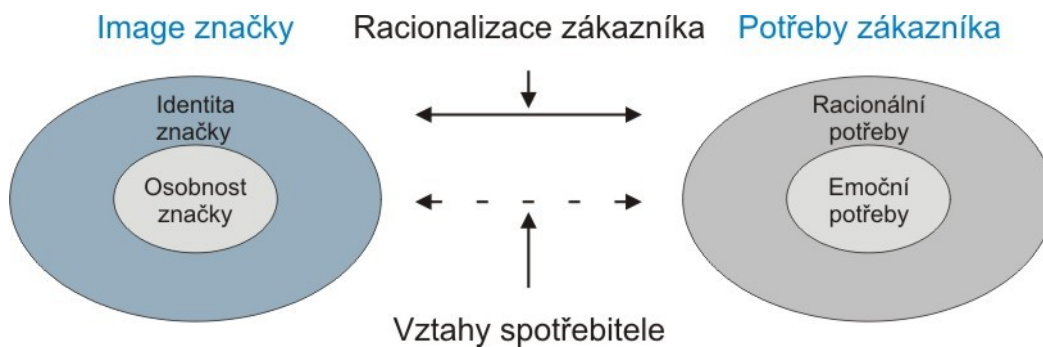 Image značky
Racionalizace zákazníka
Potřeby zákazníka
Identita
značky
Osobnost
značky
Racionální
potřeby
Emoční
potřeby
Vztahy spotřebitele